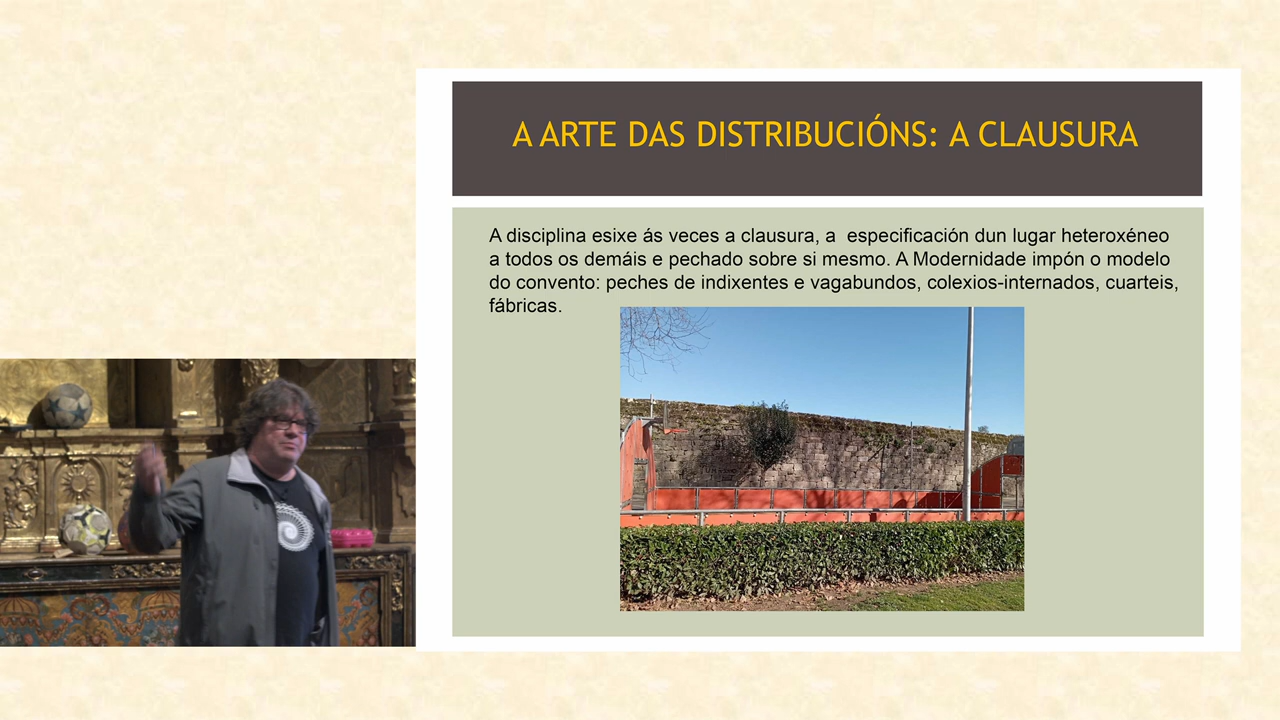 A ARTE DAS DISTRIBUCIÓNS: A CLAUSURA
A disciplina esixe ás veces a clausura, a  especificación dun lugar heteroxéneo
a todos os demáis e pechado sobre si mesmo. A Modernidade impón o modelo
do convento: peches de indixentes e vagabundos, colexios-internados, cuarteis,
fábricas.